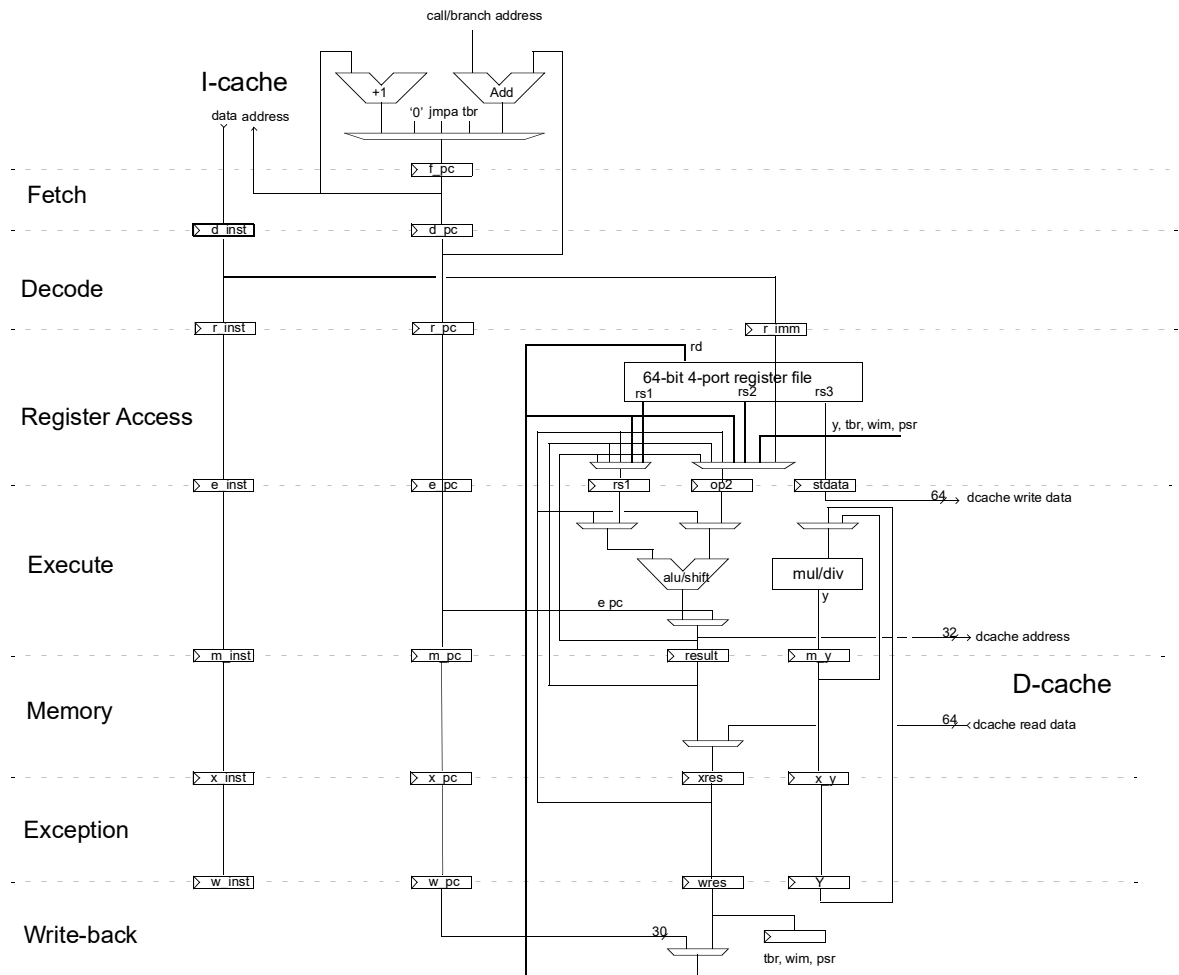 call/branch address
I-cache
+1
Add
data address
'0' jmpa tbr
f_pc
Fetch
d_inst
d_pc
Decode
r_inst
r_pc
r_imm
rd
64-bit 4-port register file
rs1
rs2
rs3
Register Access
y, tbr, wim, psr
e_inst
e_pc
rs1
op2
stdata
64
dcache write data
Execute
alu/shift
mul/div
y
e pc
32
dcache address
m_inst
m_pc
result
m_y
D-cache
Memory
64
dcache read data
x_inst
x_pc
xres
x_y
Exception
w_inst
w_pc
wres
Y
Write-back
30
tbr, wim, psr